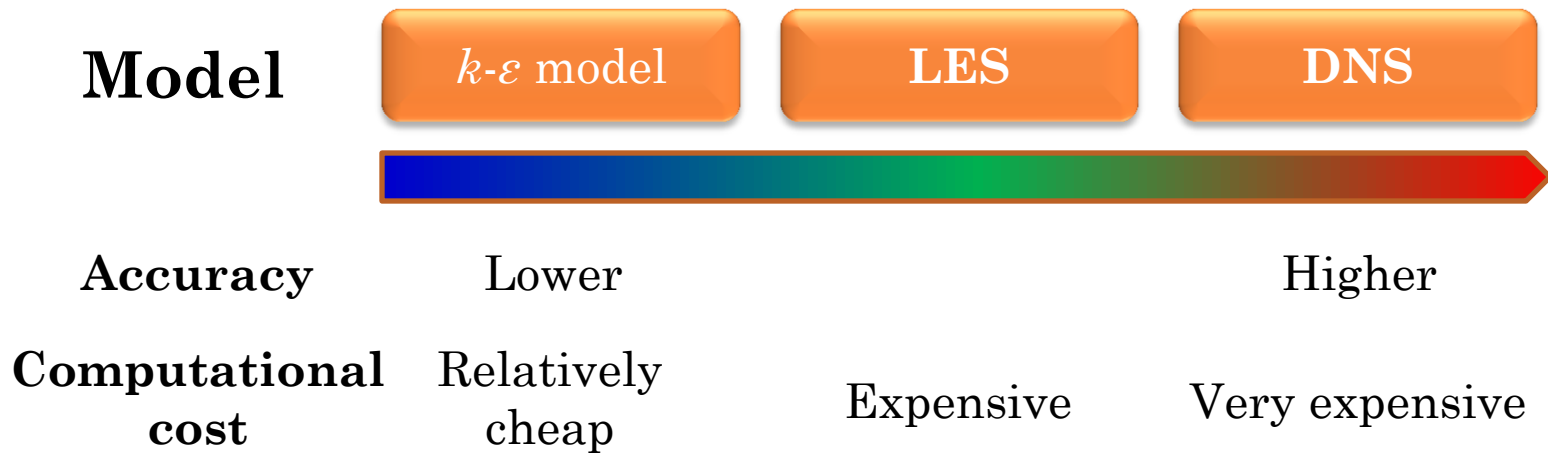 Model k-ε model LES DNS
Accuracy Lower Higher
Computational cost Relatively cheap Expensive Very expensive